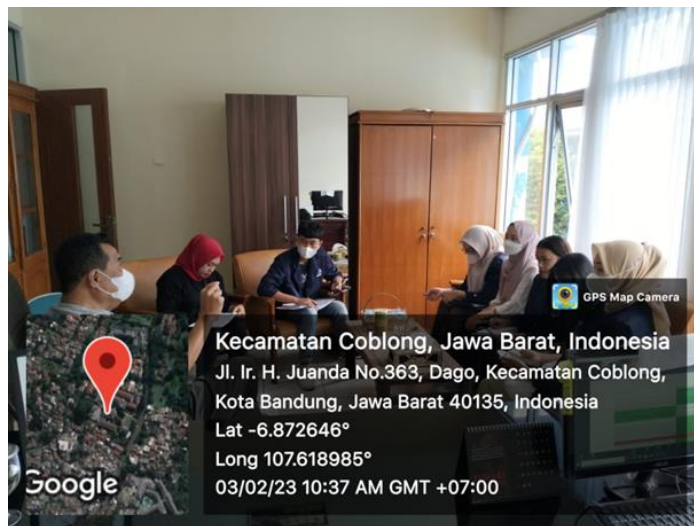 GPS Map Camera
Kecamatan Coblong, Jawa Barat, Indonesia
Jl. Ir. H. Juanda No.363, Dago, Kecamatan Coblong,
Kota Bandung, Jawa Barat 40135, Indonesia
Lat -6.872646°
Long 107.618985°
03/02/23 10:37 AM GMT +07:00
Google